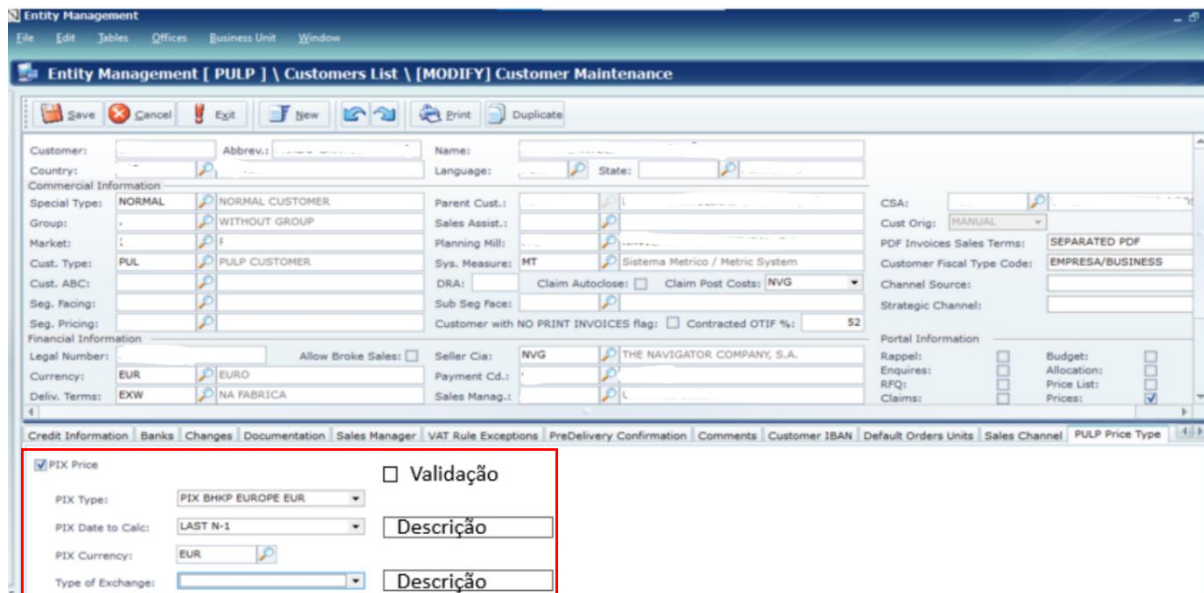 Entity Management
File Edit Tables Offices Business Unit Window
Entity Management [ PULP ] \ Customers List \ [MODIFY] Customer Maintenance
Save Cancel Exit New Print Duplicate
Customer: Abbrev.: Name:
Country: Language: State:
Commercial Information
Special Type: NORMAL NORMAL CUSTOMER Parent Cust.: CSA:
Group: . WITHOUT GROUP Sales Assist.: Cust Orig: MANUAL
Market: Planning Mill: PDF Invoices Sales Terms: SEPARATED PDF
Cust. Type: PUL PULP CUSTOMER Sys. Measure: MT Sistema Metrico / Metric System Customer Fiscal Type Code: EMPRESA/BUSINESS
Cust. ABC: DRA: Claim Autoclose: Claim Post Costs: NVG Channel Source:
Seg. Facing: Sub Seg Face: Strategic Channel:
Seg. Pricing: Customer with NO PRINT INVOICES flag: Contracted OTIF %: 52
Financial Information Portal Information
Legal Number: Allow Broke Sales: Seller Cia: NVG THE NAVIGATOR COMPANY, S.A. Rappel: Budget:
Currency: EUR EURO Payment Cd.: Enquires: Allocation:
RFQ: Price List:
Deliv. Terms: EXW NA FABRICA Sales Manag.: Claims: Prices:
Credit Information Banks Changes Documentation Sales Manager VAT Rule Exceptions PreDelivery Confirmation Comments Customer IBAN Default Orders Units Sales Channel PULP Price Type
PIX Price Validação
PIX Type: PIX BHKP EUROPE EUR
PIX Date to Calc: LAST N-1 Descrição
PIX Currency: EUR
Type of Exchange: Descrição